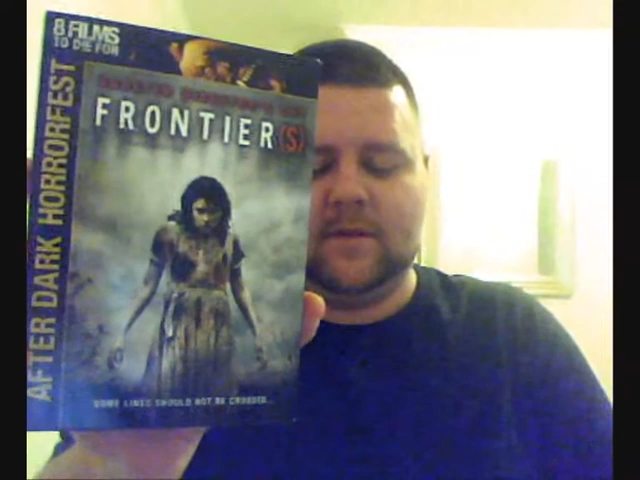 8 FILMS
TO DIE FOR
AFTER DARK HORRORFEST
FRONTIER(S)
SOME LINES SHOULD NOT BE CROSSED...